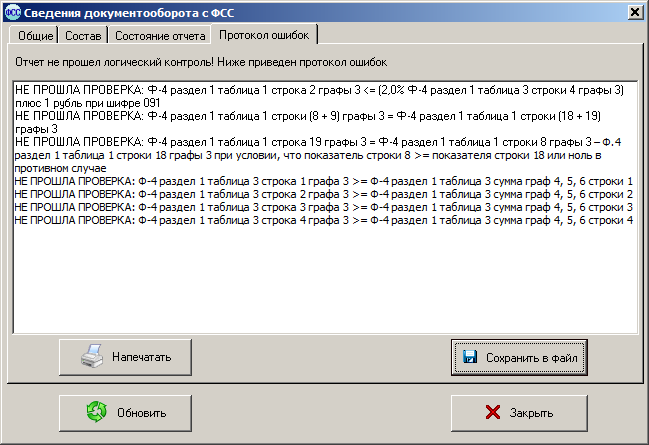 ФСС Сведения документооборота с ФСС
Общие Состав Состояние отчета Протокол ошибок
Отчет не прошел логический контроль! Ниже приведен протокол ошибок
НЕ ПРОШЛА ПРОВЕРКА: Ф-4 раздел 1 таблица 1 строка 2 графы 3 <= (2,0% Ф-4 раздел 1 таблица 3 строки 4 графы 3)
плюс 1 рубль при шифре 091
НЕ ПРОШЛА ПРОВЕРКА: Ф-4 раздел 1 таблица 1 строки (8 + 9) графы 3 = Ф-4 раздел 1 таблица 1 строки (18 + 19)
графы 3
НЕ ПРОШЛА ПРОВЕРКА: Ф-4 раздел 1 таблица 1 строка 19 графы 3 = Ф-4 раздел 1 таблица 1 строки 8 графы 3 – Ф.4
раздел 1 таблица 1 строки 18 графы 3 при условии, что показатель строки 8 >= показателя строки 18 или ноль в
противном случае
НЕ ПРОШЛА ПРОВЕРКА: Ф-4 раздел 1 таблица 3 строка 1 графа 3 >= Ф-4 раздел 1 таблица 3 сумма граф 4, 5, 6 строки 1
НЕ ПРОШЛА ПРОВЕРКА: Ф-4 раздел 1 таблица 3 строка 2 графа 3 >= Ф-4 раздел 1 таблица 3 сумма граф 4, 5, 6 строки 2
НЕ ПРОШЛА ПРОВЕРКА: Ф-4 раздел 1 таблица 3 строка 3 графа 3 >= Ф-4 раздел 1 таблица 3 сумма граф 4, 5, 6 строки 3
НЕ ПРОШЛА ПРОВЕРКА: Ф-4 раздел 1 таблица 3 строка 4 графа 3 >= Ф-4 раздел 1 таблица 3 сумма граф 4, 5, 6 строки 4
Напечатать Сохранить в файл
Обновить Закрыть